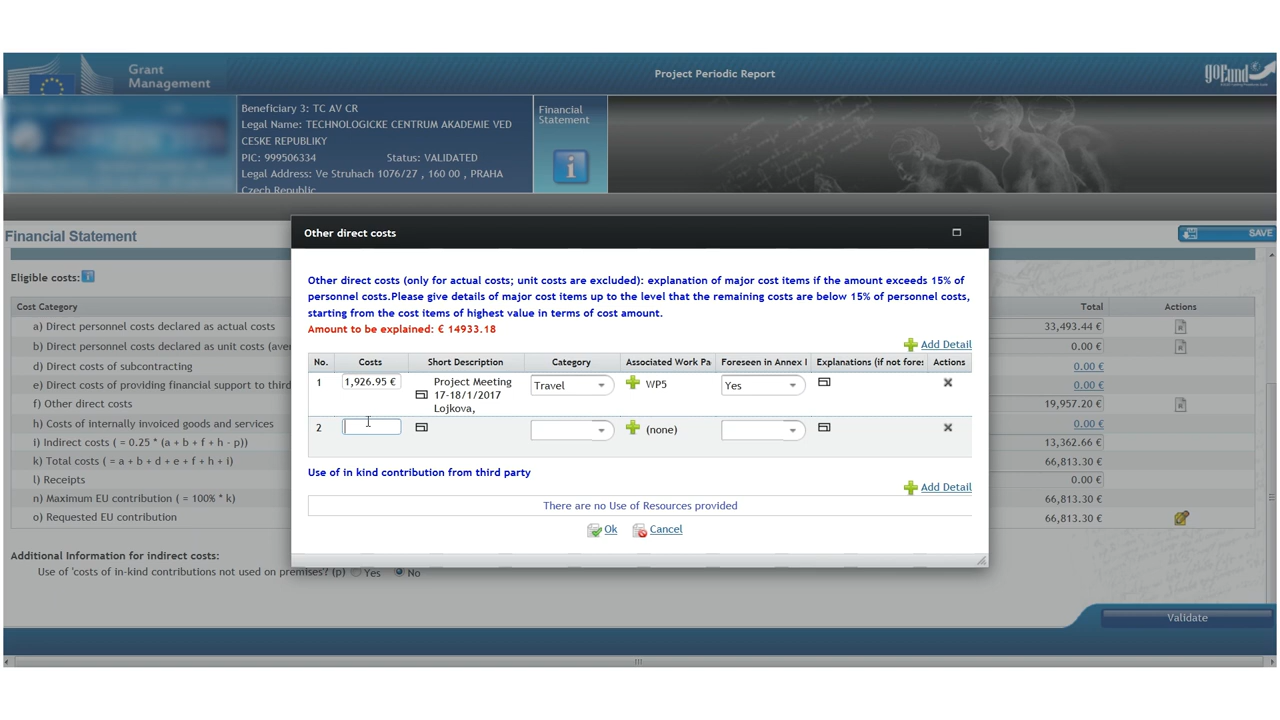 Grant
Management
Project Periodic Report
goFund
Beneficiary 3: TC AV CR
Legal Name: TECHNOLOGICKE CENTRUM AKADEMIE VED
CESKE REPUBLIKY
PIC: 999506334 Status: VALIDATED
Legal Address: Ve Struhach 1076/27 , 160 00 , PRAHA
Czech Republic
Financial
Statement
Financial Statement
SAVE
Eligible costs:
Cost Category
Total
Actions
a) Direct personnel costs declared as actual costs
33,493.44 €
b) Direct personnel costs declared as unit costs (aver
0.00 €
d) Direct costs of subcontracting
0.00 €
e) Direct costs of providing financial support to third
0.00 €
f) Other direct costs
19,957.20 €
h) Costs of internally invoiced goods and services
0.00 €
i) Indirect costs ( = 0.25 * (a + b + f + h - p))
13,362.66 €
k) Total costs ( = a + b + d + e + f + h + i)
66,813.30 €
l) Receipts
0.00 €
n) Maximum EU contribution ( = 100% * k)
66,813.30 €
o) Requested EU contribution
66,813.30 €
Additional Information for indirect costs:
Use of 'costs of in-kind contributions not used on premises'? (p) Yes No
Validate
Other direct costs
Other direct costs (only for actual costs; unit costs are excluded): explanation of major cost items if the amount exceeds 15% of
personnel costs.Please give details of major cost items up to the level that the remaining costs are below 15% of personnel costs,
starting from the cost items of highest value in terms of cost amount.
Amount to be explained: € 14933.18
Add Detail
No. Costs Short Description Category Associated Work Pa Foreseen in Annex I Explanations (if not fore: Actions
1 1,926.95 € Project Meeting
17-18/1/2017
Lojkova,
Travel WP5 Yes
2 (none)
Use of in kind contribution from third party
Add Detail
There are no Use of Resources provided
Ok Cancel